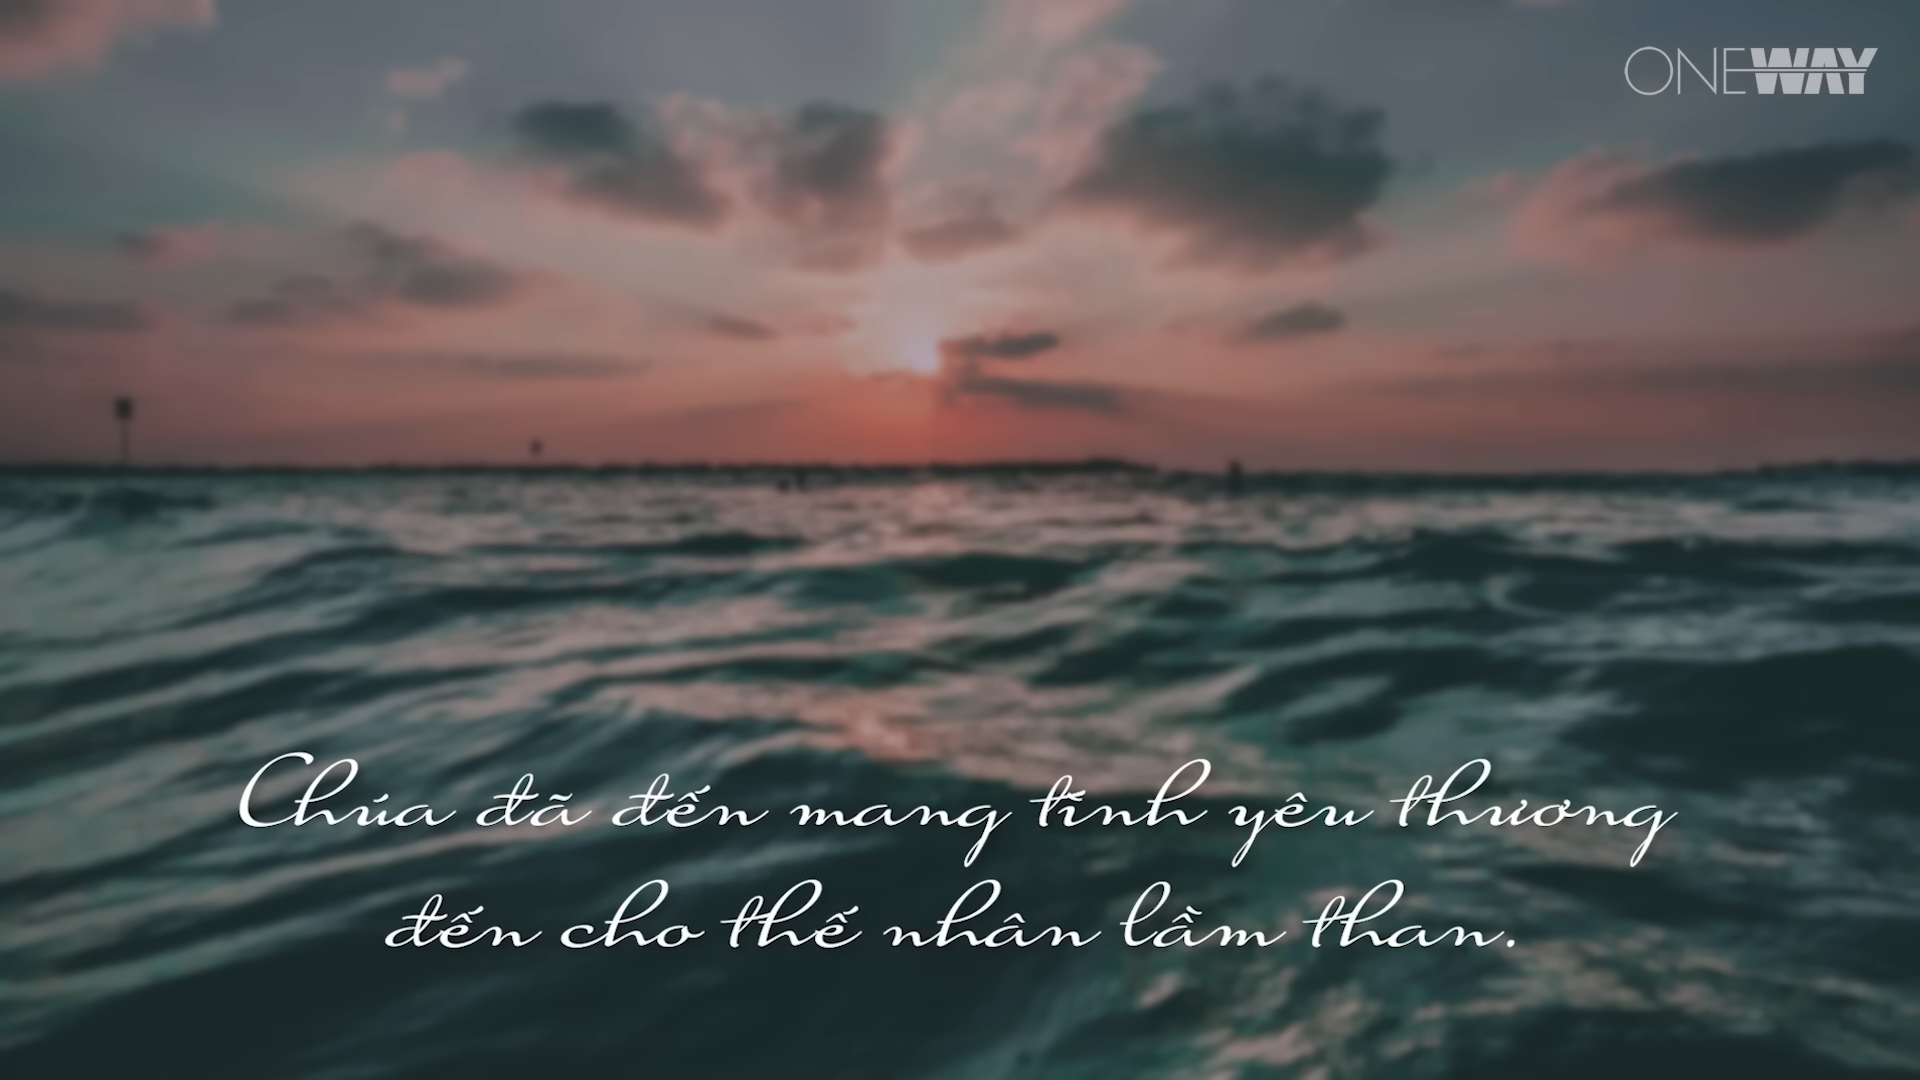 ONEWAY
Chúa đã đến mang tình yêu thương
đến cho thế nhân lầm than.